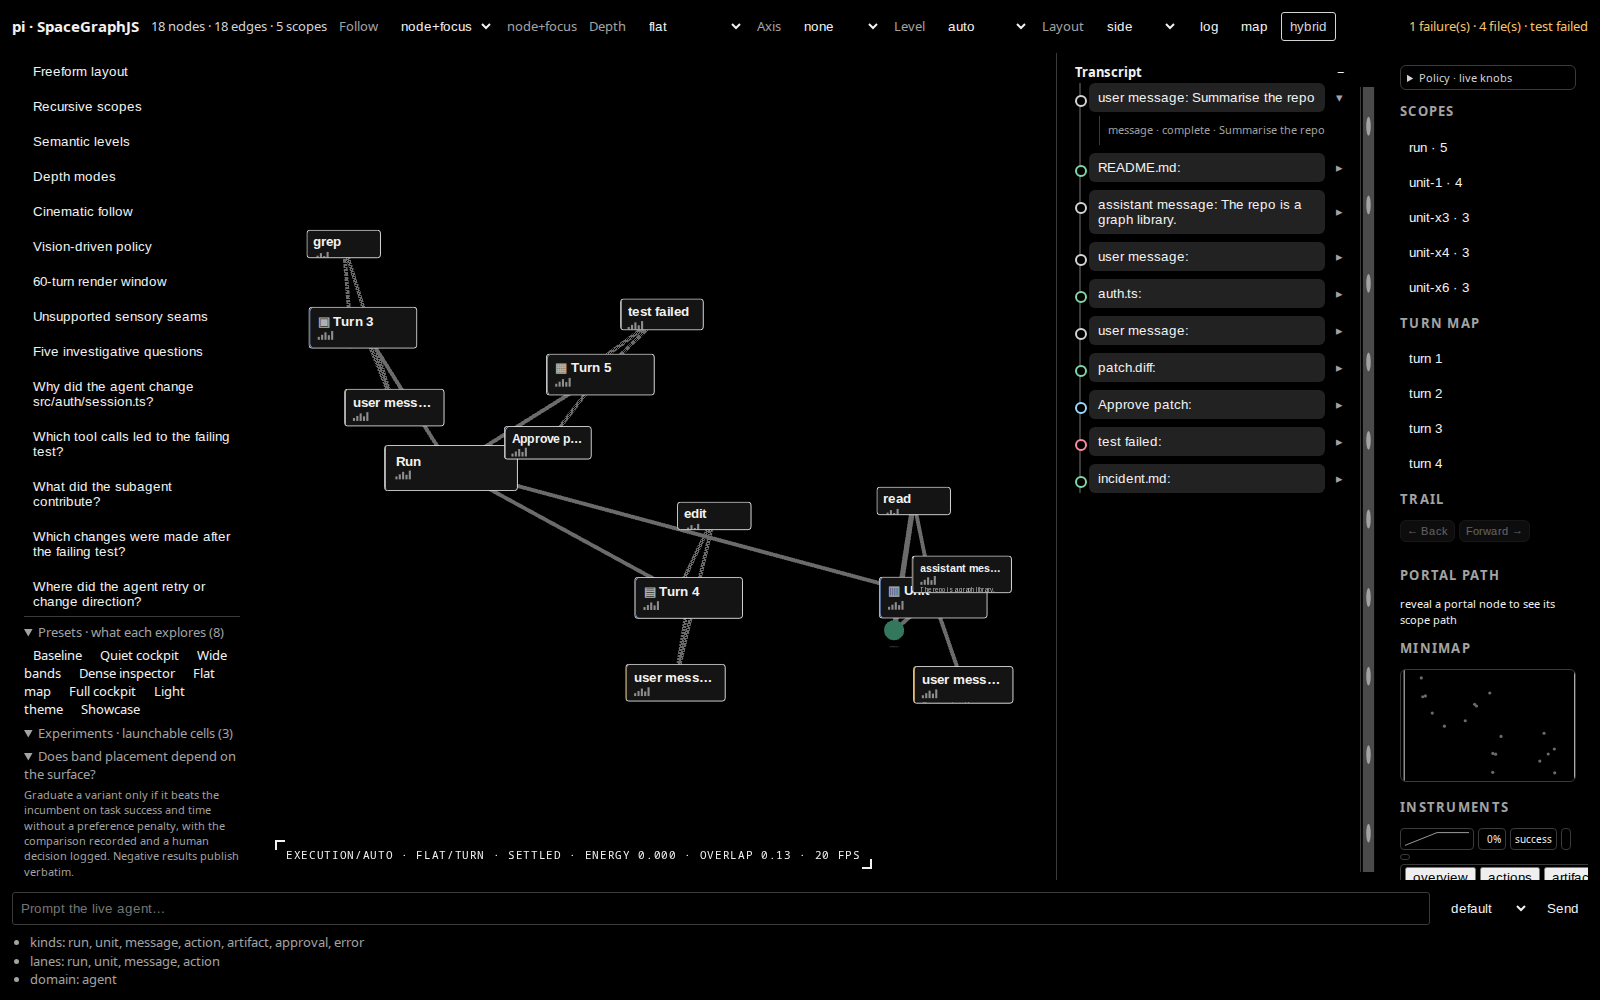 pi · SpaceGraphJS 18 nodes · 18 edges · 5 scopes Follow node+focus node+focus Depth flat Axis none Level auto Layout side log map hybrid 1 failure(s) · 4 file(s) · test failed
Freeform layout
Recursive scopes
Semantic levels
Depth modes
Cinematic follow
Vision-driven policy
60-turn render window
Unsupported sensory seams
Five investigative questions
Why did the agent change
src/auth/session.ts?
Which tool calls led to the failing
test?
What did the subagent
contribute?
Which changes were made after
the failing test?
Where did the agent retry or
change direction?
Presets · what each explores (8)
Baseline Quiet cockpit Wide
bands Dense inspector Flat
map Full cockpit Light
theme Showcase
Experiments · launchable cells (3)
Does band placement depend on
the surface?
Graduate a variant only if it beats the
incumbent on task success and time
without a preference penalty, with the
comparison recorded and a human
decision logged. Negative results publish
verbatim.
grep
Turn 3
user mess…
Run
test failed
Turn 5
Approve p…
edit
Turn 4
user mess…
read
assistant mes…
The repo is a graph library.
user mess…
EXECUTION/AUTO · FLAT/TURN · SETTLED · ENERGY 0.000 · OVERLAP 0.13 · 20 FPS
Transcript
user message: Summarise the repo
message · complete · Summarise the repo
README.md:
assistant message: The repo is a
graph library.
user message:
auth.ts:
user message:
patch.diff:
Approve patch:
test failed:
incident.md:
Policy · live knobs
SCOPES
run · 5
unit-1 · 4
unit-x3 · 3
unit-x4 · 3
unit-x6 · 3
TURN MAP
turn 1
turn 2
turn 3
turn 4
TRAIL
← Back Forward →
PORTAL PATH
reveal a portal node to see its
scope path
MINIMAP
INSTRUMENTS
0% success
overview actions artifac
Prompt the live agent… default Send
kinds: run, unit, message, action, artifact, approval, error
lanes: run, unit, message, action
domain: agent